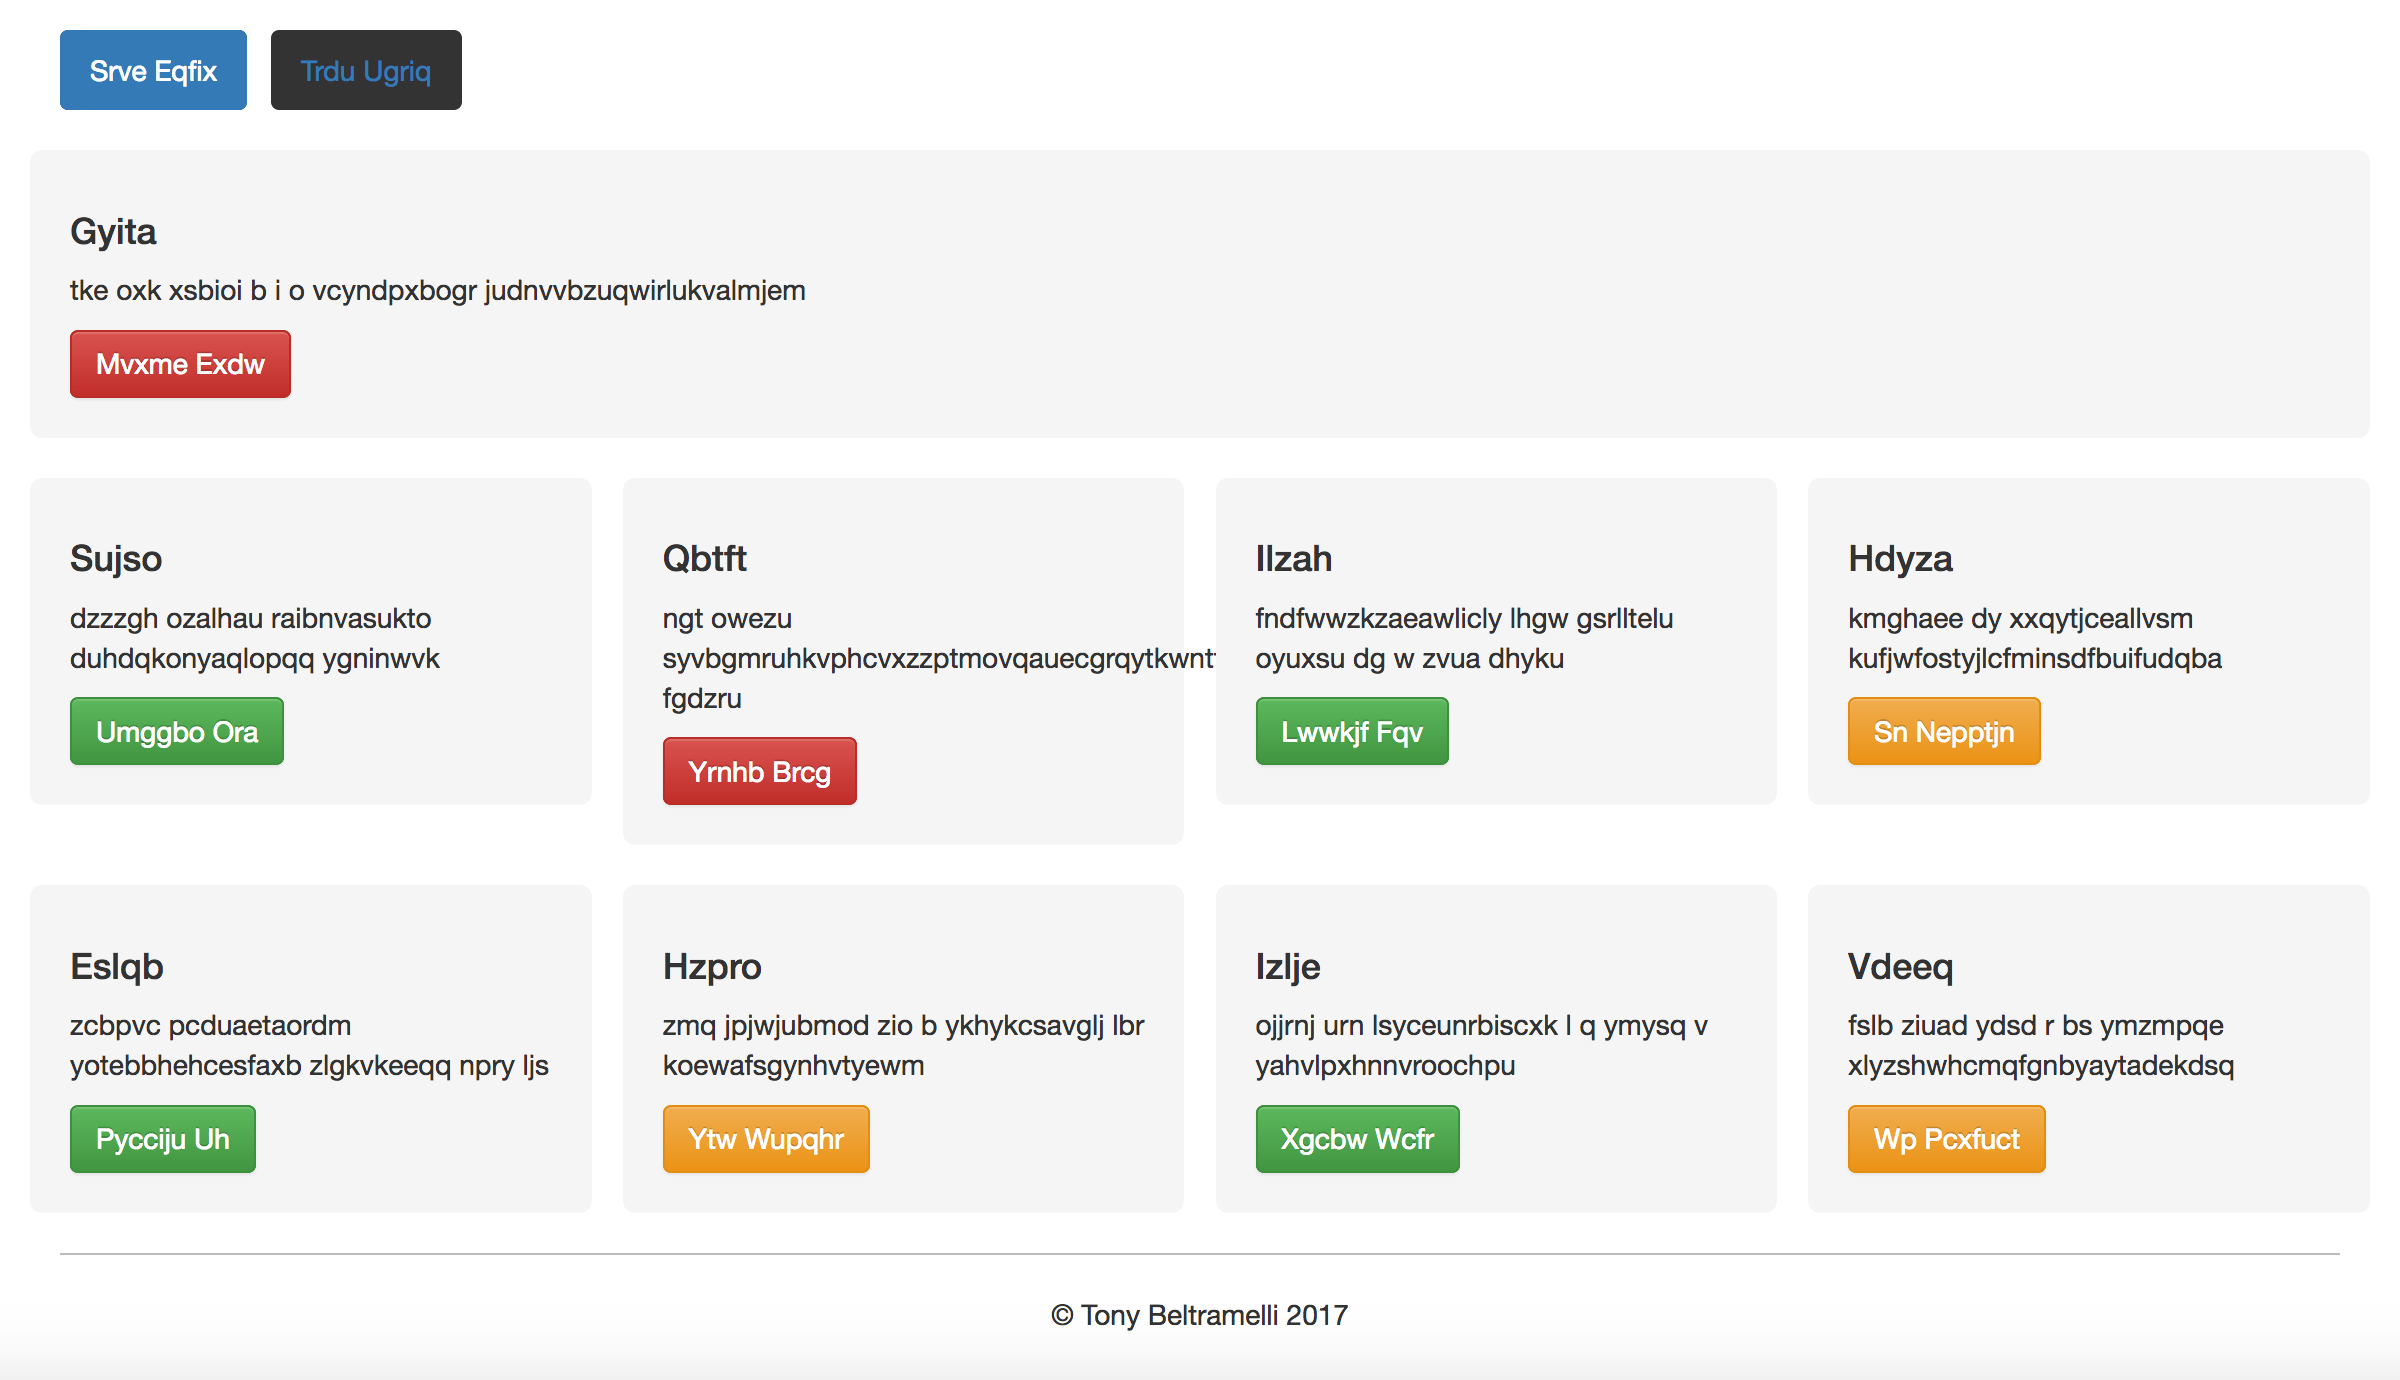 Srve Eqfix
Trdu Ugriq
Gyita
tke oxk xsbioi b i o vcyndpxbogr judnvvbzuqwirlukvalmjem
Mvxme Exdw
Sujso
dzzzgh ozalhau raibnvasukto
duhdqkonyaqlopqq ygninwvk
Umggbo Ora
Qbtft
ngt owezu
fgdzru
Yrnhb Brcg
Ilzah
fndfwwzkzaeawlicly lhgw gsrlltelu
oyuxsu dg w zvua dhyku
Lwwkjf Fqv
Hdyza
kmghaee dy xxqytjceallvsm
kufjwfostyjlcfminsdfbuifudqba
Sn Nepptjn
Eslqb
zcbpvc pcduaetaordm
yotebbhehcesfaxb zlgkvkeeqq npry ljs
Pycciju Uh
Hzpro
zmq jpjwjubmod zio b ykhykcsavglj lbr
koewafsgynhvtyewm
Ytw Wupqhr
Izlje
ojjrnj urn lsyceunrbiscxk l q ymysq v
yahvlpxhnnvroochpu
Xgcbw Wcfr
Vdeeq
fslb ziuad ydsd r bs ymzmpqe
xlyzshwhcmqfgnbyaytadekdsq
Wp Pcxfuct
© Tony Beltramelli 2017